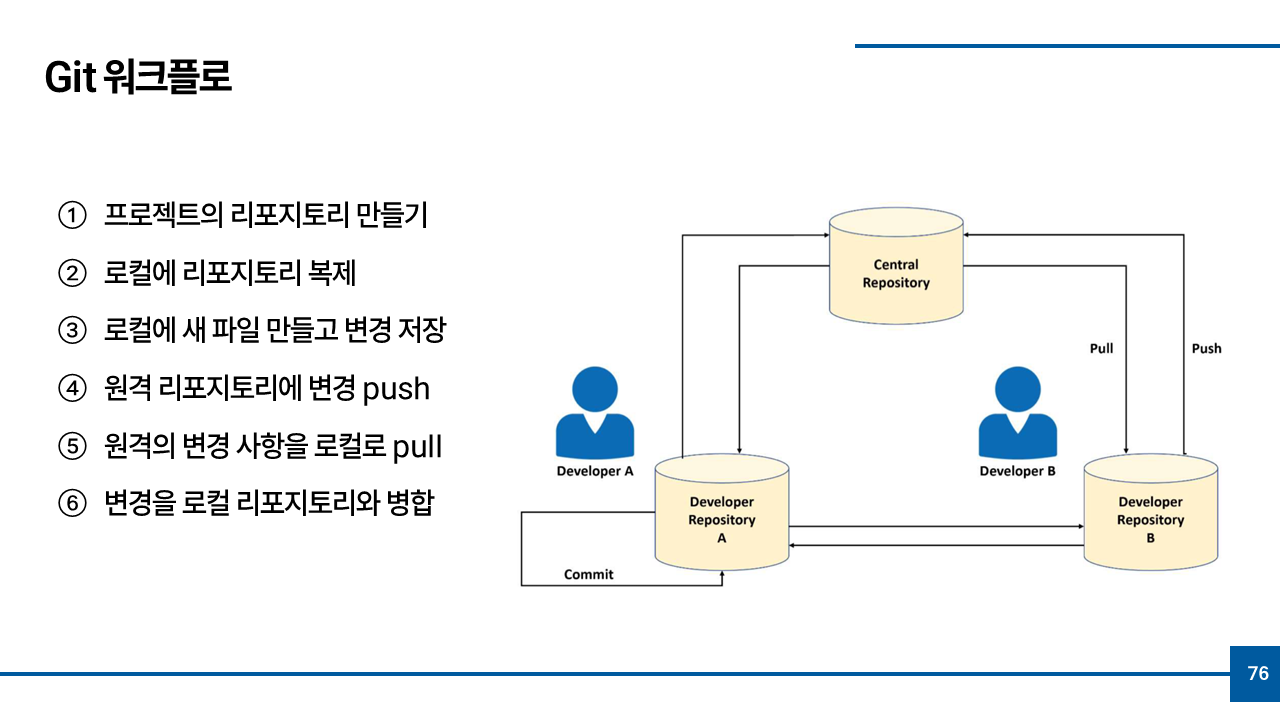 Git 워크플로
① 프로젝트의 리포지토리 만들기
② 로컬에 리포지토리 복제
③ 로컬에 새 파일 만들고 변경 저장
④ 원격 리포지토리에 변경 push
⑤ 원격의 변경 사항을 로컬로 pull
⑥ 변경을 로컬 리포지토리와 병합
Central
Repository
Pull
Push
Developer A
Developer B
Developer
Repository
A
Developer
Repository
B
Commit
76